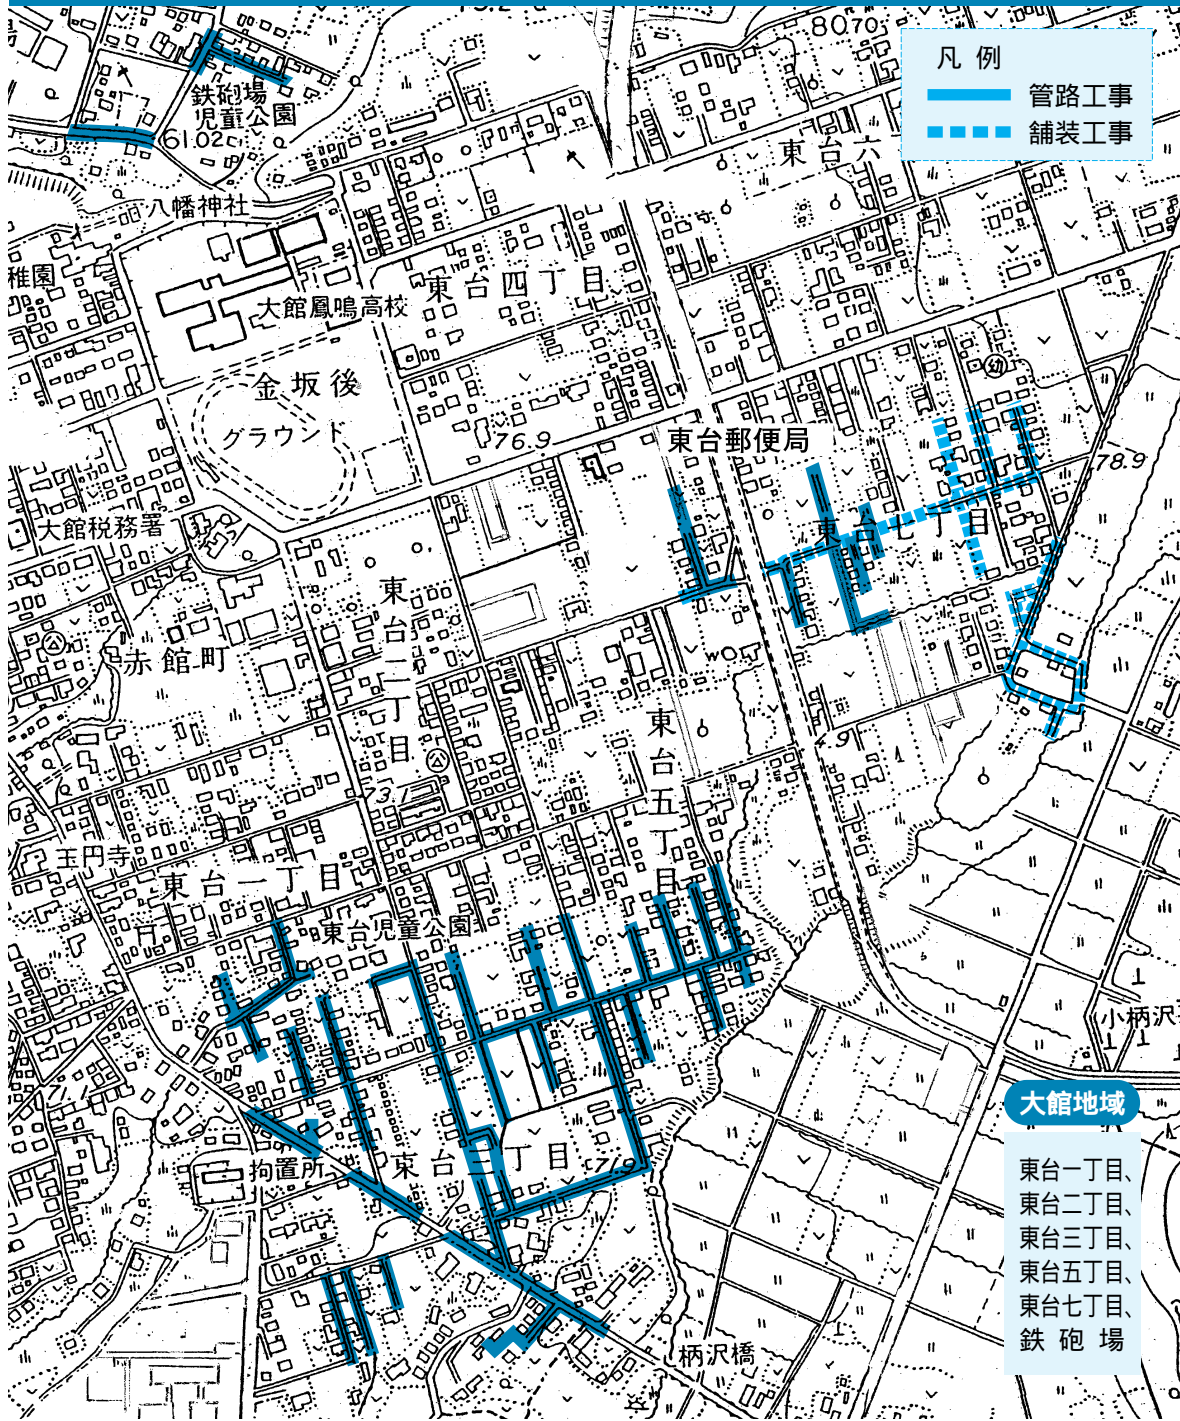 80.70
凡 例
管路工事
舗装工事
鉄砲場
児童公園
61.02
東台六
八幡神社
稚園
東台四丁目
大館鳳鳴高校
金坂後
グラウンド
76.9
東台郵便局
78.9
幼
大館税務署
東台七丁目
東台二丁目
赤館町
東台五丁目
73.1
玉円寺
東台一丁目
東台児童公園
小柄沢
71.7
大館地域
拘置所
東台三丁目
71.9
東台一丁目、
東台二丁目、
東台三丁目、
東台五丁目、
東台七丁目、
鉄 砲 場
柄沢橋